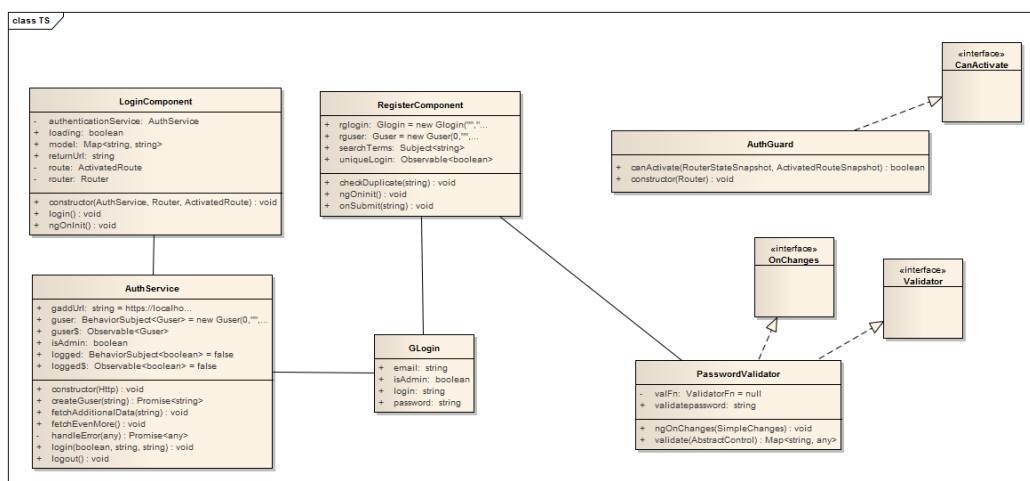 class TS
«interface»
CanActivate
LoginComponent
- authenticationService: AuthService
+ loading: boolean
+ model: Map<string, string>
+ returnUrl: string
- route: ActivatedRoute
- router: Router
+ constructor(AuthService, Router, ActivatedRoute) : void
+ login() : void
+ ngOnInit() : void
RegisterComponent
+ rglogin: Glogin = new Glogin("","...
+ rguser: Guser = new Guser(0,"",...
+ searchTerms: Subject<string>
+ uniqueLogin: Observable<boolean>
+ checkDuplicate(string) : void
+ ngOninit() : void
+ onSubmit(string) : void
AuthGuard
+ canActivate(RouterStateSnapshot, ActivatedRouteSnapshot) : boolean
+ constructor(Router) : void
«interface»
OnChanges
«interface»
Validator
AuthService
+ gaddUrl: string = https://localho...
+ guser: BehaviorSubject<Guser> = new Guser(0,"",...
+ guser$: Observable<Guser>
+ isAdmin: boolean
+ logged: BehaviorSubject<boolean> = false
+ logged$: Observable<boolean> = false
+ constructor(Http) : void
+ createGuser(string) : Promise<string>
+ fetchAdditionalData(string) : void
+ fetchEvenMore() : void
- handleError(any) : Promise<any>
+ login(boolean, string, string) : void
+ logout() : void
GLogin
+ email: string
+ isAdmin: boolean
+ login: string
+ password: string
PasswordValidator
- valFn: ValidatorFn = null
+ validatepassword: string
+ ngOnChanges(SimpleChanges) : void
+ validate(AbstractControl) : Map<string, any>